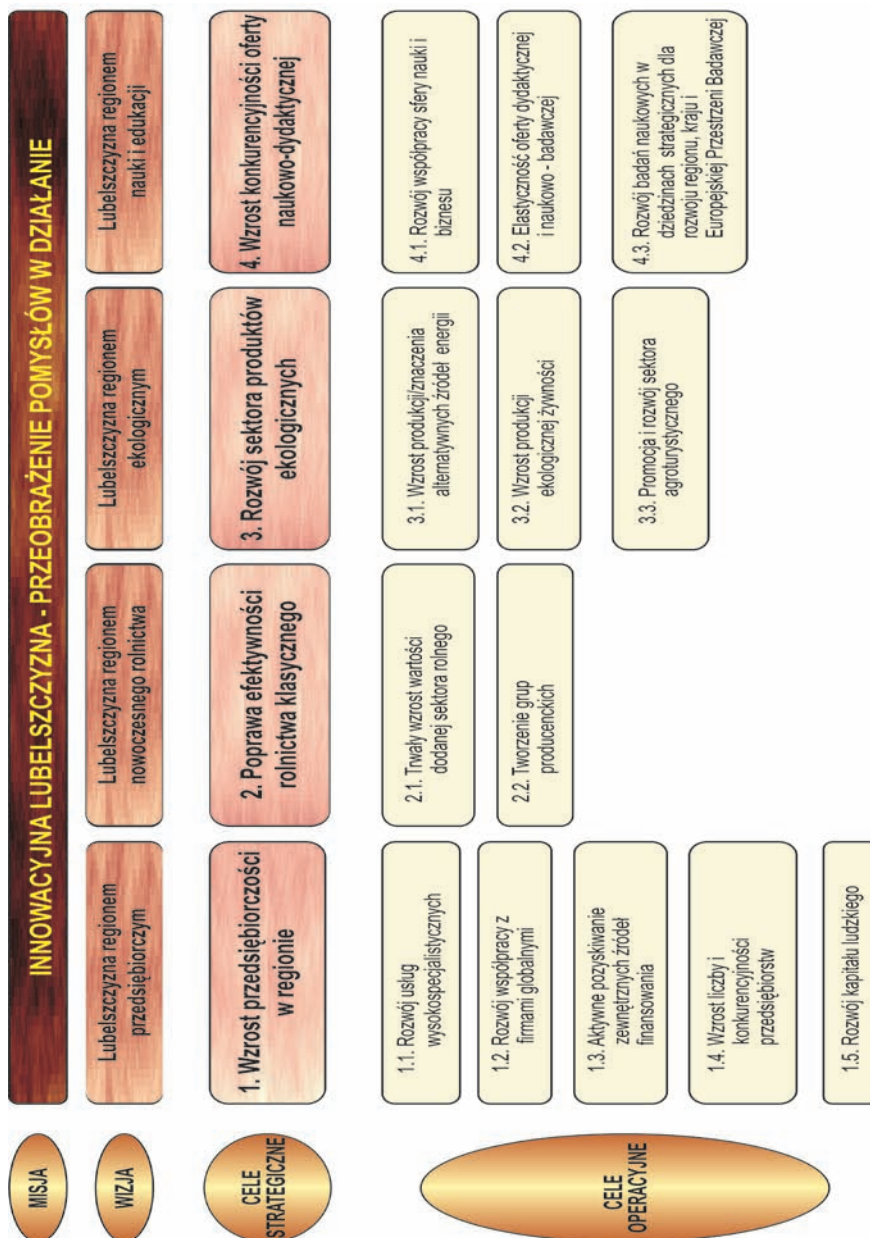 MISJA
INNOWACYJNA LUBELSZCZYZNA - PRZEOBRAŻENIE POMYSŁÓW W DZIAŁANIE
WIZJA
Lubelszczyzna regionem
przedsiębiorczym
Lubelszczyzna regionem
nowoczesnego rolnictwa
Lubelszczyzna regionem
ekologicznym
Lubelszczyzna regionem
nauki i edukacji
CELE
STRATEGICZNE
1. Wzrost przedsiębiorczości
w regionie
2. Poprawa efektywności
rolnictwa klasycznego
3. Rozwój sektora produktów
ekologicznych
4. Wzrost konkurencyjności oferty
naukowo-dydaktycznej
CELE
OPERACYJNE
1.1. Rozwój usług
wysokospecjalistycznych
1.2. Rozwój współpracy z
firmami globalnymi
1.3. Aktywne pozyskiwanie
zewnętrznych źródeł
finansowania
1.4. Wzrost liczby i
konkurencyjności
przedsiębiorstw
1.5. Rozwój kapitału ludzkiego
2.1. Trwały wzrost wartości
dodanej sektora rolnego
2.2. Tworzenie grup
producenckich
3.1. Wzrost produkcji/znaczenia
alternatywnych źródeł energii
3.2. Wzrost produkcji
ekologicznej żywności
3.3. Promocja i rozwój sektora
agroturystycznego
4.1. Rozwój współpracy sfery nauki i
biznesu
4.2. Elastyczność oferty dydaktycznej
i naukowo - badawczej
4.3. Rozwój badań naukowych w
dziedzinach strategicznych dla
rozwoju regionu, kraju i
Europejskiej Przestrzeni Badawczej